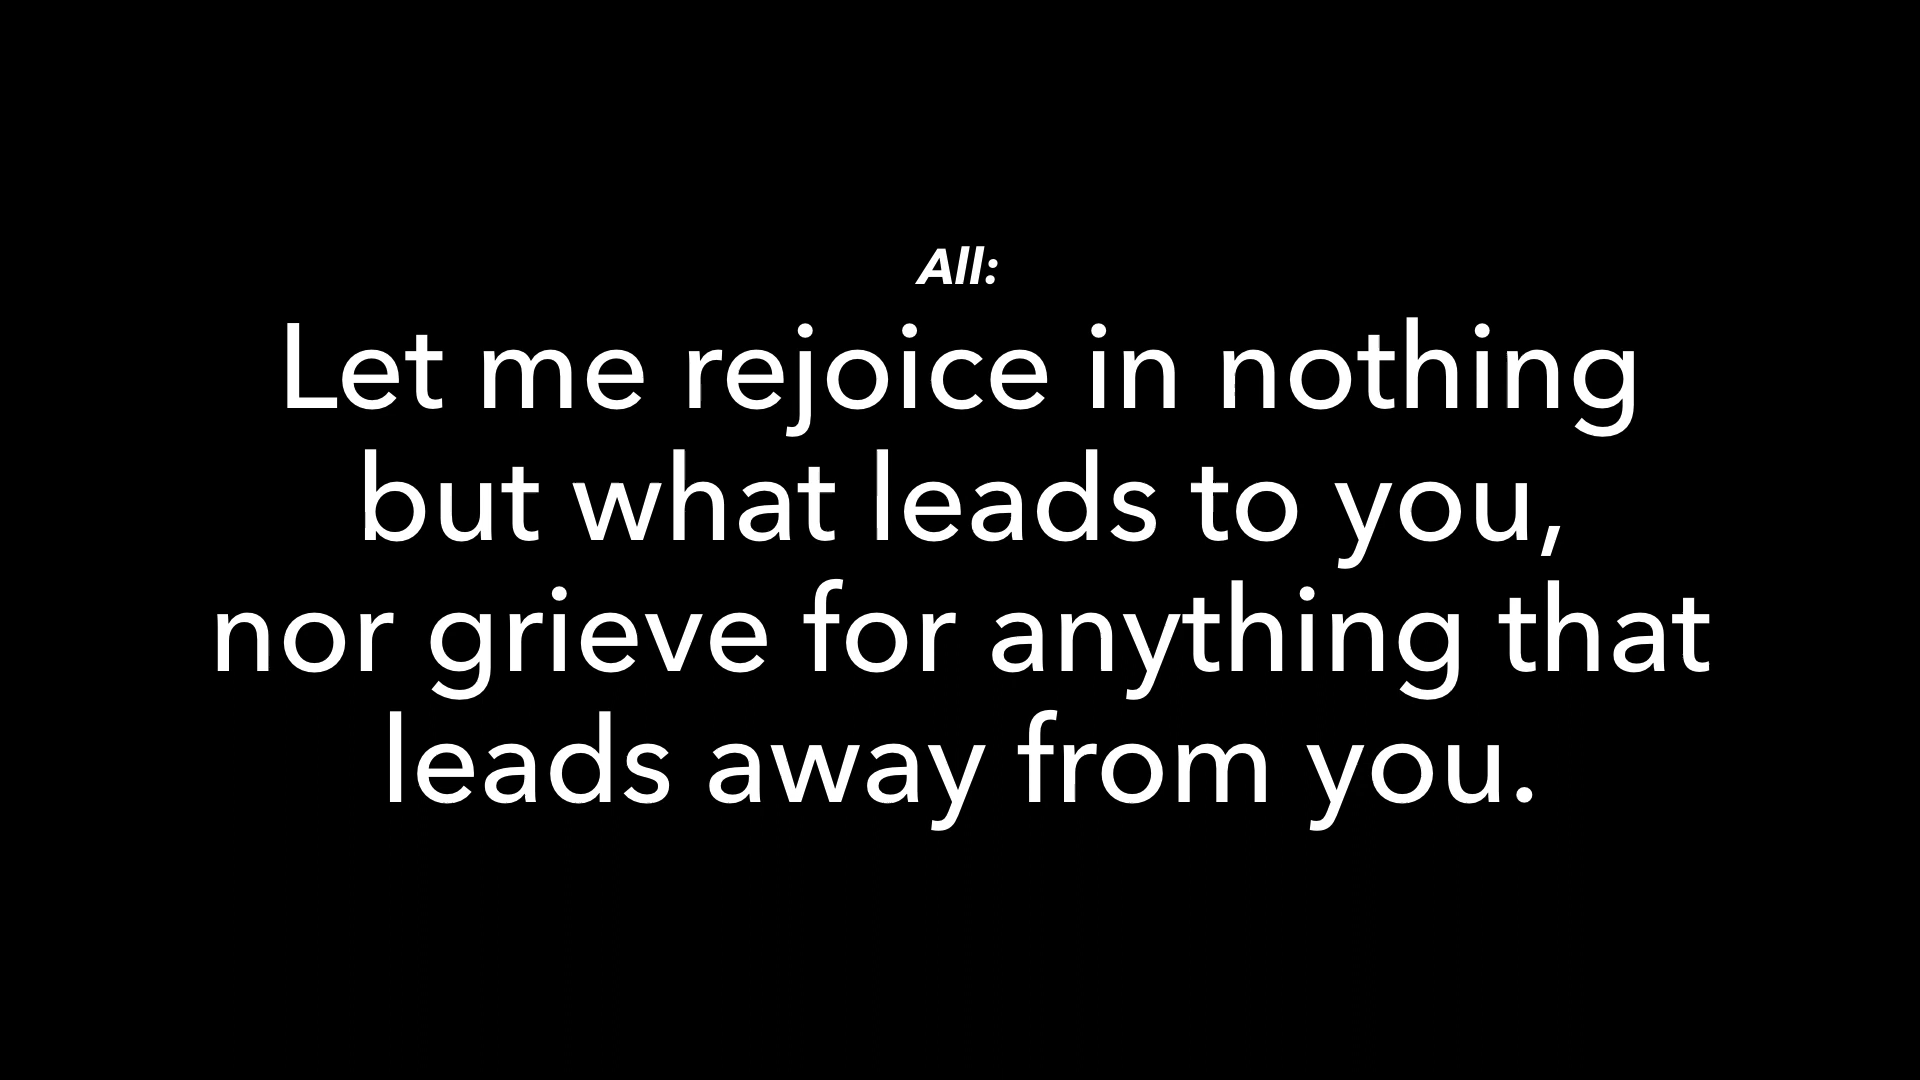 All:
Let me rejoice in nothing
but what leads to you,
nor grieve for anything that
leads away from you.